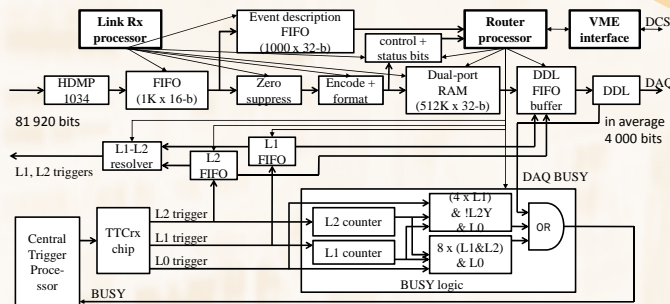 Link Rx
processor
Event description
FIFO
(1000 x 32-b)
Router
processor
VME
interface
DCS
control +
status bits
HDMP
1034
FIFO
(1K x 16-b)
Zero
suppress
Encode +
format
Dual-port
RAM
(512K x 32-b)
DDL
FIFO
buffer
DDL
DAQ
81 920 bits
in average
4 000 bits
L1-L2
resolver
L1
FIFO
L2
FIFO
L1, L2 triggers
DAQ BUSY
Central
Trigger
Proce-
ssor
TTCrx
chip
L2 trigger
L1 trigger
L0 trigger
L2 counter
L1 counter
(4 x L1)
& !L2Y
& L0
8 x (L1&L2)
& L0
OR
BUSY logic
BUSY